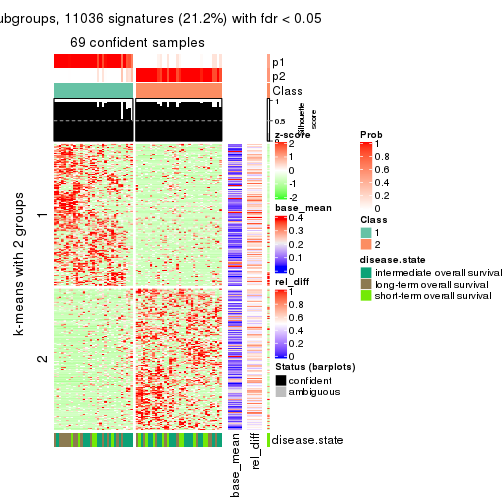 ubgroups, 11036 signatures (21.2%) with fdr < 0.05
69 confident samples
p1
p2
Class
1
0.5
0
Silhouette
score
k-means with 2 groups
1
2
base_mean
rel_diff
disease.state
z-score
2
1
0
-1
-2
base_mean
0.4
0.3
0.2
0.1
0
rel_diff
1
0.8
0.6
0.4
0.2
0
Status (barplots)
confident
ambiguous
Prob
1
0.8
0.6
0.4
0.2
0
Class
1
2
disease.state
intermediate overall survival
long-term overall survival
short-term overall survival